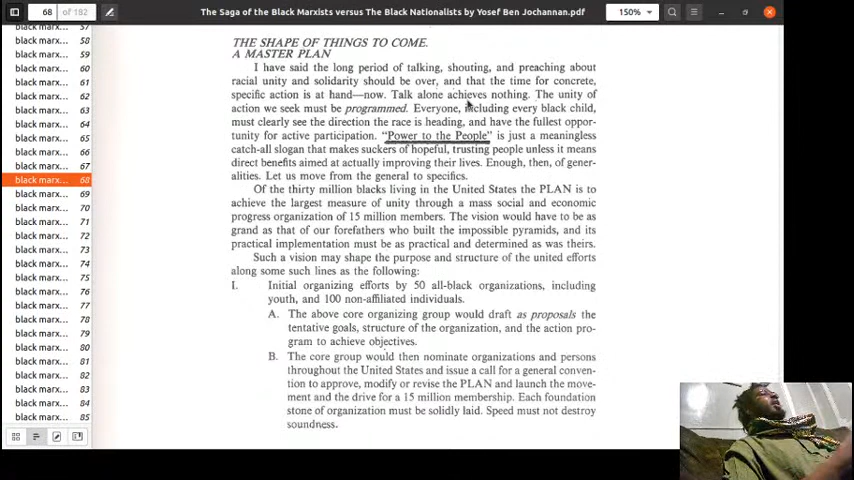 68 of 182
The Saga of the Black Marxists versus The Black Nationalists by Yosef Ben Jochannan.pdf
150%
black marx... 57
black marx... 58
black marx... 59
black marx... 60
black marx... 61
black marx... 62
black marx... 63
black marx... 64
black marx... 65
black marx... 66
black marx... 67
black marx... 68
black marx... 69
black marx... 70
black marx... 71
black marx... 72
black marx... 73
black marx... 74
black marx... 75
black marx... 76
black marx... 77
black marx... 78
black marx... 79
black marx... 80
black marx... 81
black marx... 82
black marx... 83
black marx... 84
black marx... 85
THE SHAPE OF THINGS TO COME.
A MASTER PLAN
I have said the long period of talking, shouting, and preaching about
racial unity and solidarity should be over, and that the time for concrete,
specific action is at hand—now. Talk alone achieves nothing. The unity of
action we seek must be programmed. Everyone, including every black child,
must clearly see the direction the race is heading, and have the fullest oppor-
tunity for active participation. “Power to the People” is just a meaningless
catch-all slogan that makes suckers of hopeful, trusting people unless it means
direct benefits aimed at actually improving their lives. Enough, then, of gener-
alities. Let us move from the general to specifics.
Of the thirty million blacks living in the United States the PLAN is to
achieve the largest measure of unity through a mass social and economic
progress organization of 15 million members. The vision would have to be as
grand as that of our forefathers who built the impossible pyramids, and its
practical implementation must be as practical and determined as was theirs.
Such a vision may shape the purpose and structure of the united efforts
along some such lines as the following:
I. Initial organizing efforts by 50 all-black organizations, including
youth, and 100 non-affiliated individuals.
A. The above core organizing group would draft as proposals the
tentative goals, structure of the organization, and the action pro-
gram to achieve objectives.
B. The core group would then nominate organizations and persons
throughout the United States and issue a call for a general conven-
tion to approve, modify or revise the PLAN and launch the move-
ment and the drive for a 15 million membership. Each foundation
stone of organization must be solidly laid. Speed must not destroy
soundness.